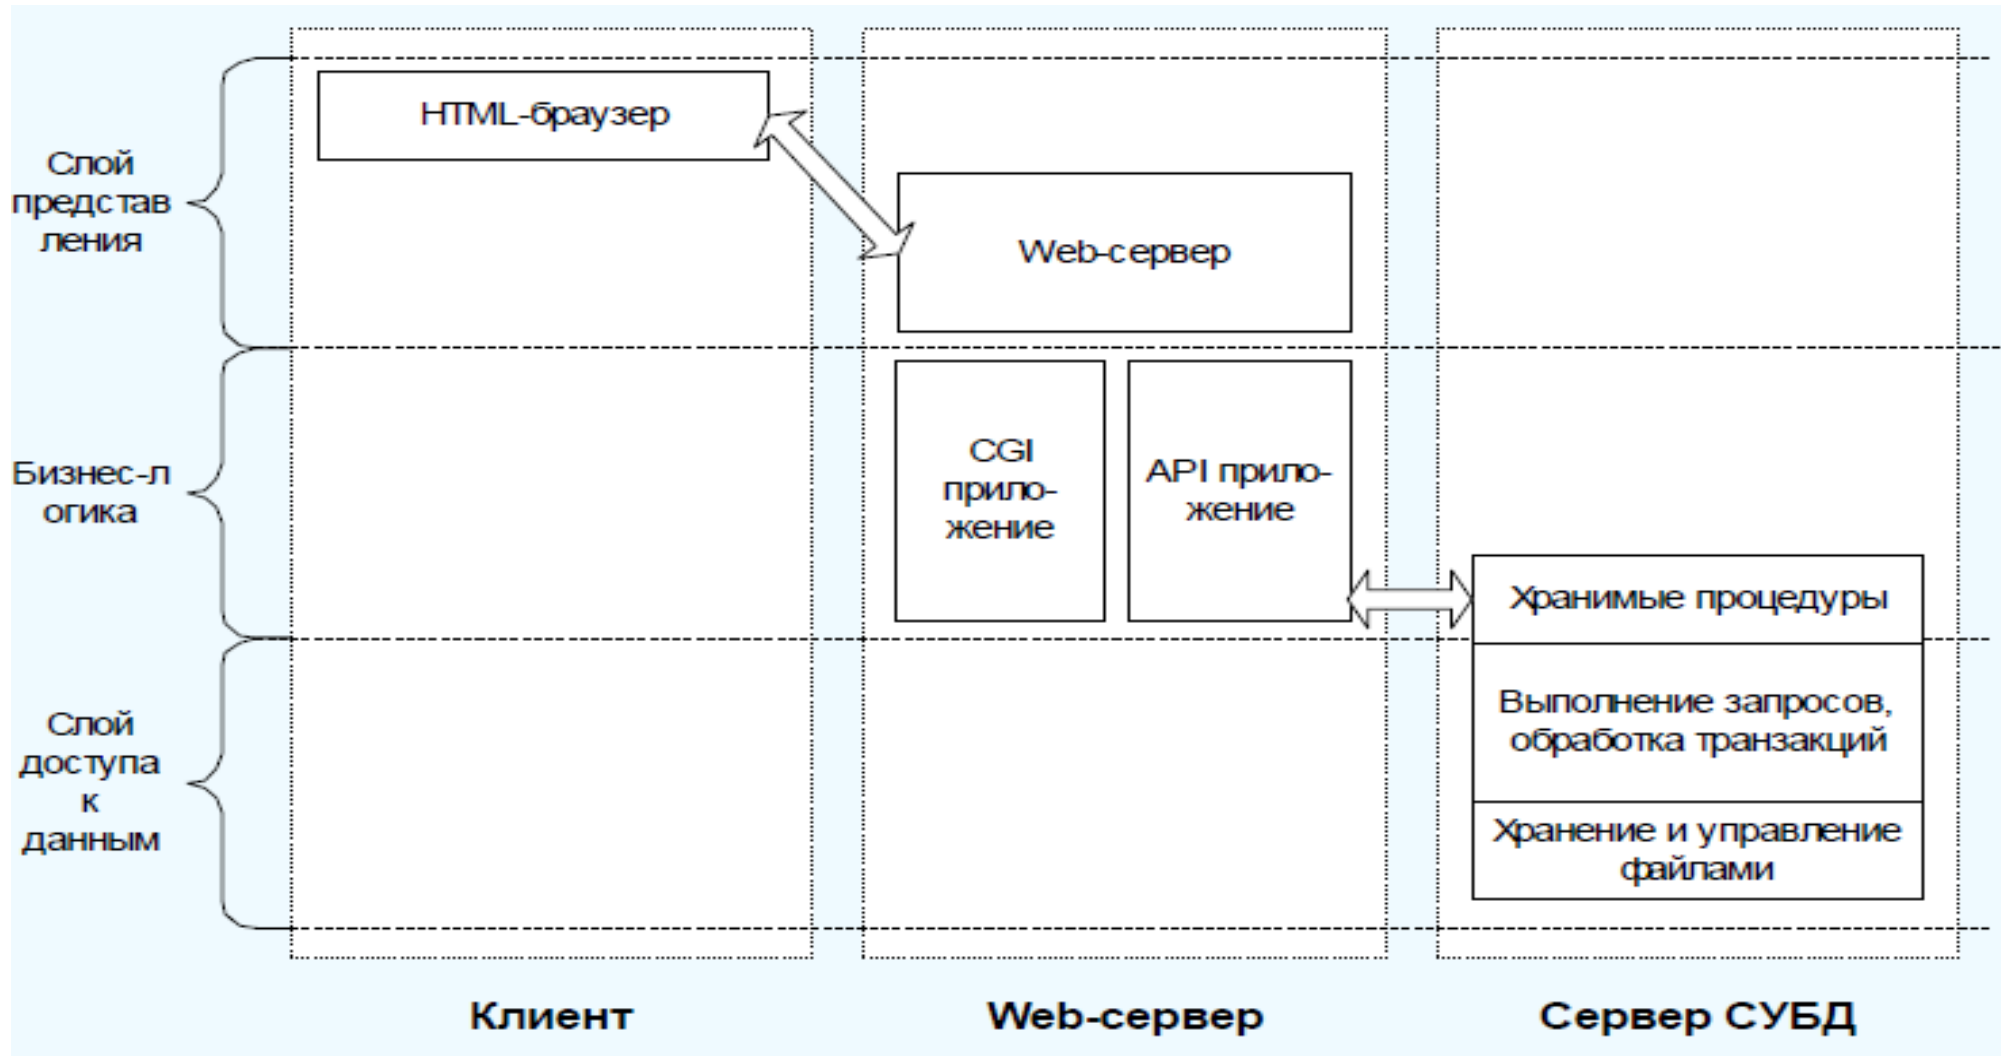 HTML-браузер
Слой
представ
ления
Web-сервер
Бизнес-л
огика
CGI
прило-
жение
API прило-
жение
Хранимые процедуры
Слой
доступа
к
данным
Выполнение запросов,
обработка транзакций
Хранение и управление
файлами
Клиент
Web-сервер
Сервер СУБД